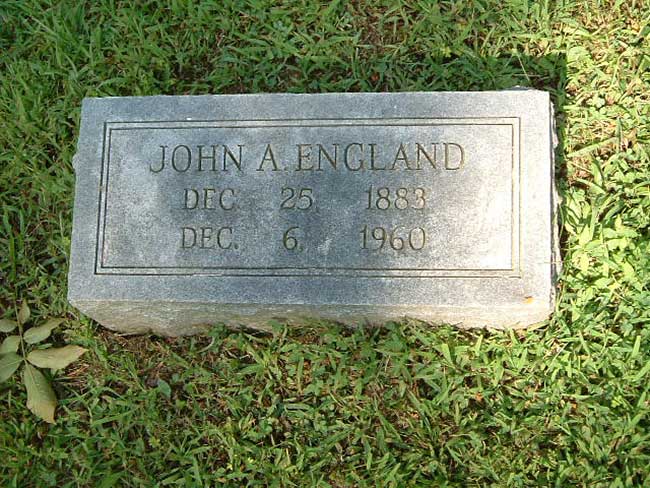 JOHN A. ENGLAND
DEC. 25, 1883
DEC. 6, 1960